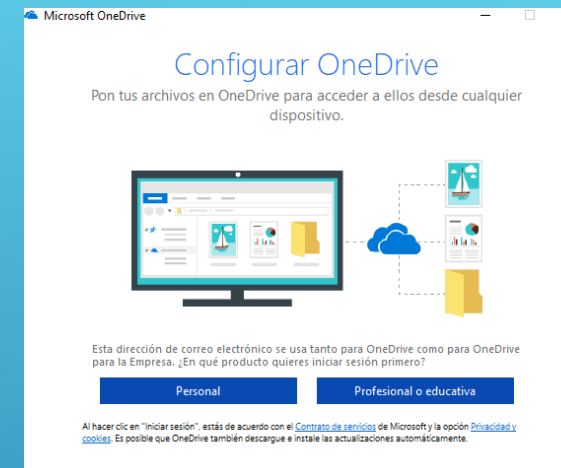 Microsoft OneDrive
Configurar OneDrive
Pon tus archivos en OneDrive para acceder a ellos desde cualquier
dispositivo.
Esta dirección de correo electrónico se usa tanto para OneDrive como para OneDrive
para la Empresa. ¿En qué producto quieres iniciar sesión primero?
Personal
Profesional o educativa
Al hacer clic en "Iniciar sesión", estás de acuerdo con el Contrato de servicios de Microsoft y la opción Privacidad y
cookies. Es posible que OneDrive también descargue e instale las actualizaciones automáticamente.